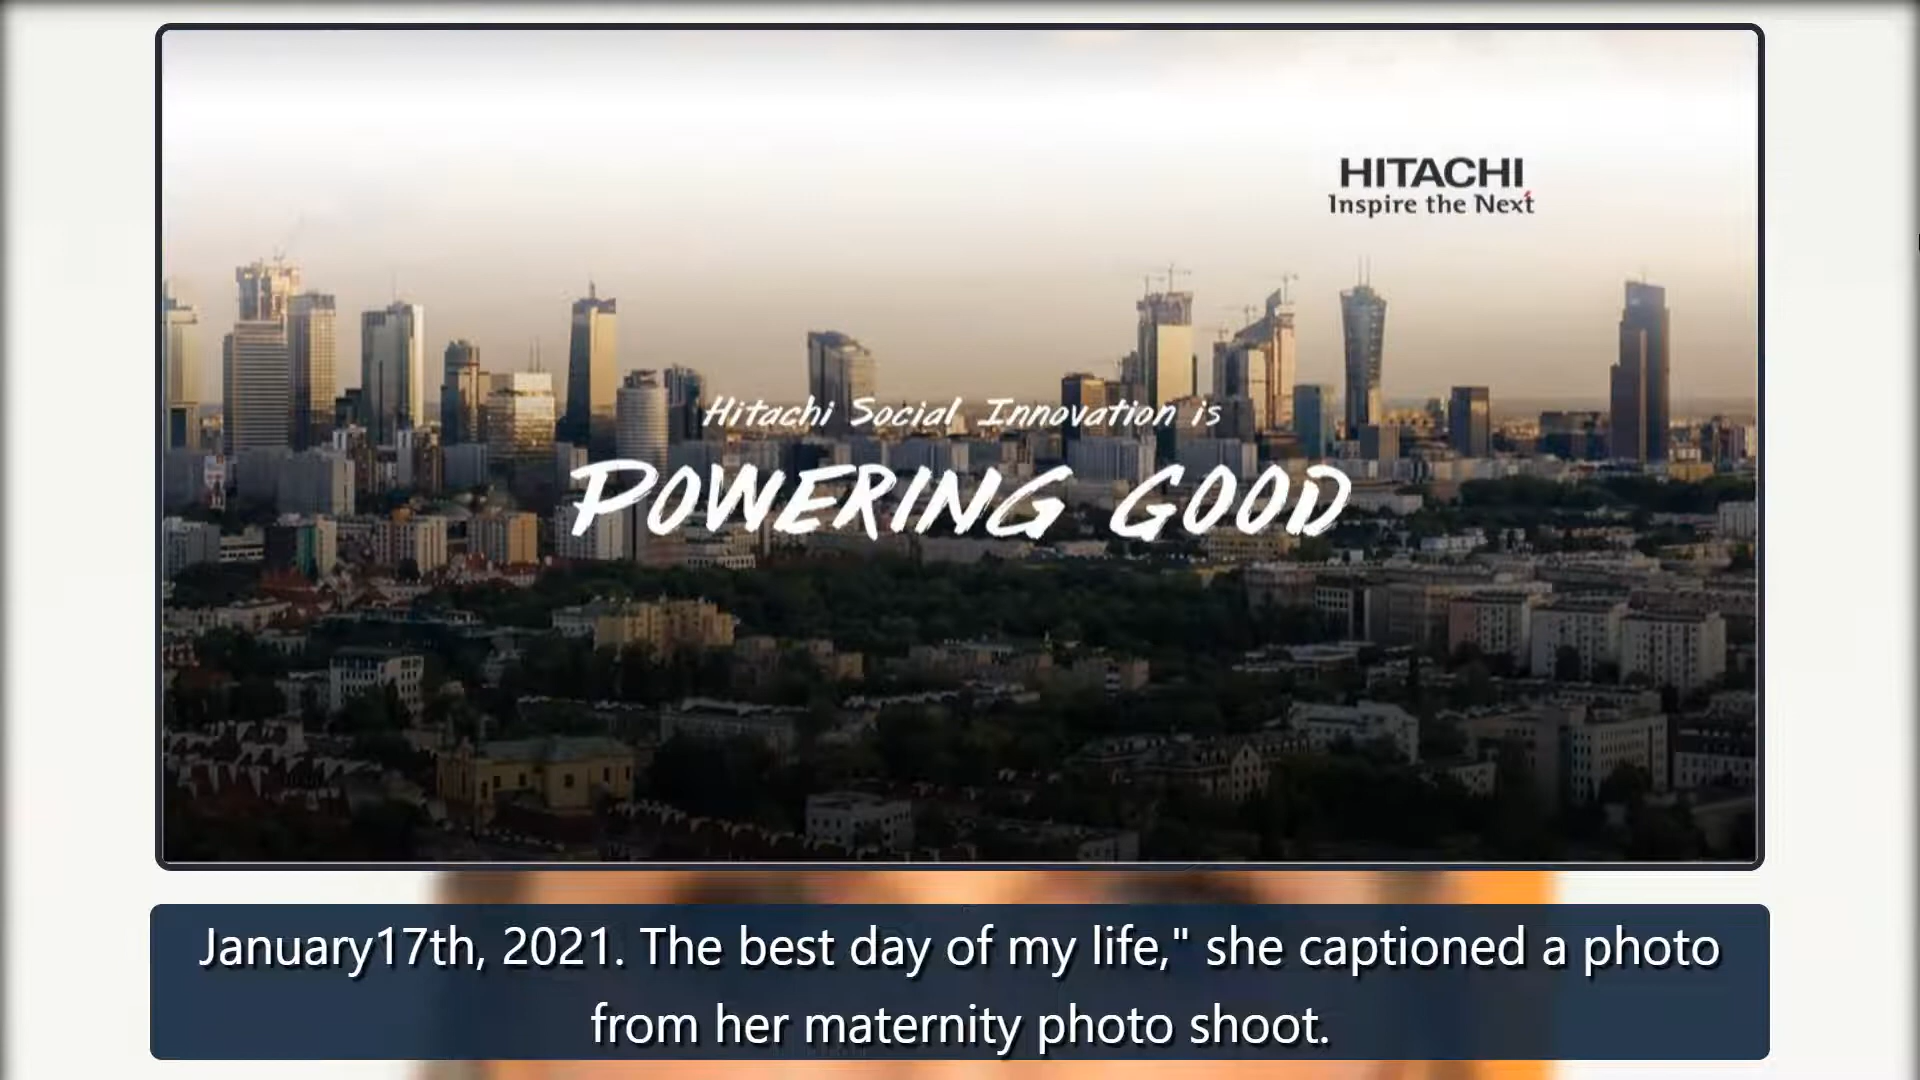 HITACHI
Inspire the Next
Hitachi Social Innovation is
POWERING GOOD
January17th, 2021. The best day of my life," she captioned a photo
from her maternity photo shoot.